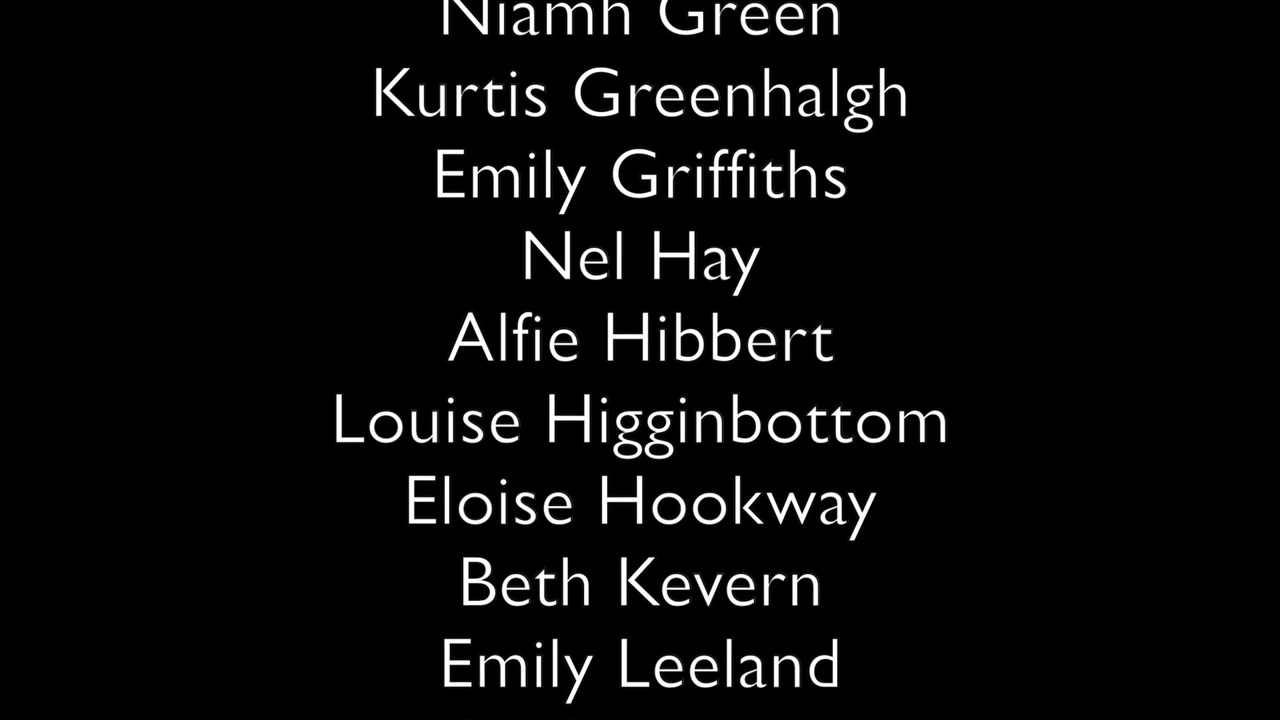 Niamh Green
Kurtis Greenhalgh
Emily Griffiths
Nel Hay
Alfie Hibbert
Louise Higginbottom
Eloise Hookway
Beth Kevern
Emily Leeland